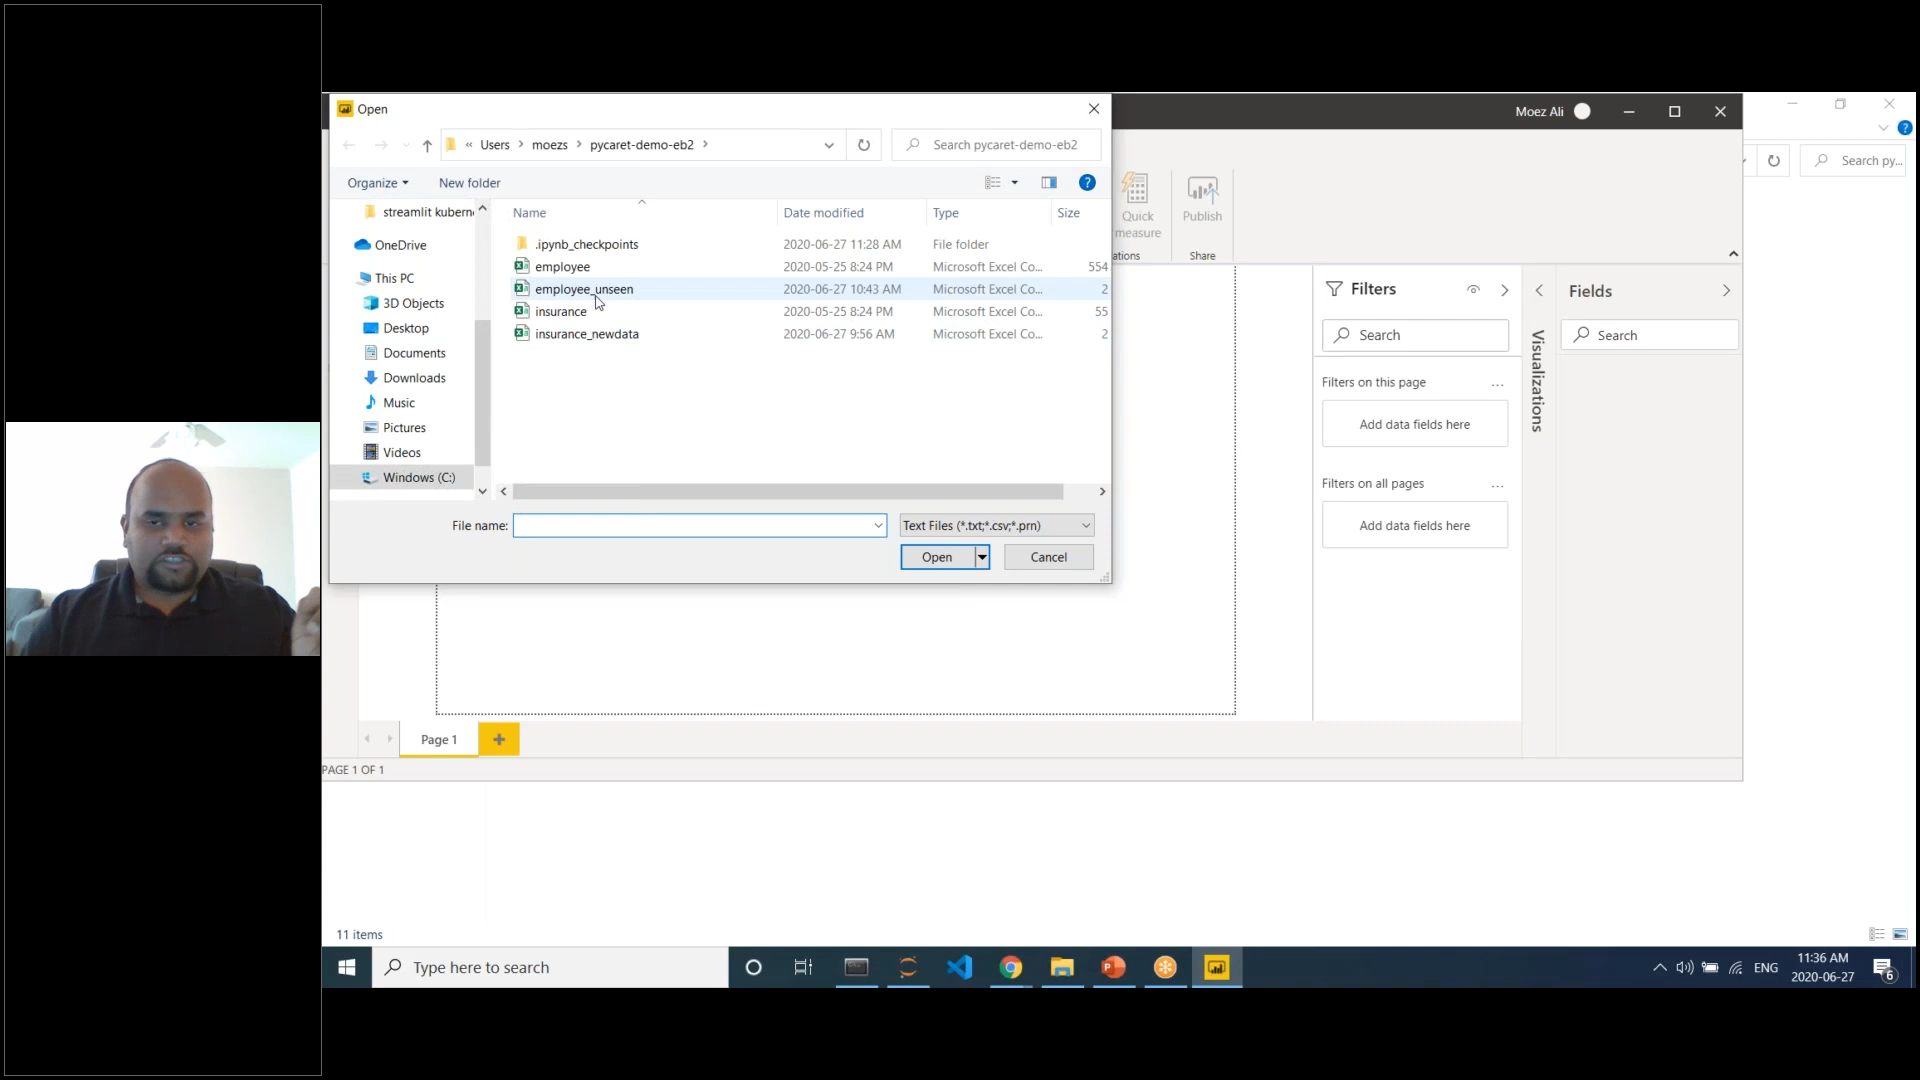 Open
« Users > moezs > pycaret-demo-eb2 >
Search pycaret-demo-eb2
Organize
New folder
?
streamlit kubern
OneDrive
This PC
3D Objects
Desktop
Documents
Downloads
Music
Pictures
Videos
Windows (C:)
Name Date modified Type Size
.ipynb_checkpoints 2020-06-27 11:28 AM File folder
employee 2020-05-25 8:24 PM Microsoft Excel Co... 554
employee_unseen 2020-06-27 10:43 AM Microsoft Excel Co... 2
insurance 2020-05-25 8:24 PM Microsoft Excel Co... 55
insurance_newdata 2020-06-27 9:56 AM Microsoft Excel Co... 2
File name:
Text Files (*.txt;*.csv;*.prn)
Open
Cancel
Moez Ali
?
Search py...
Quick
measure
Publish
ations
Share
Filters
Search
Filters on this page
...
Add data fields here
Filters on all pages
...
Add data fields here
Visualizations
Fields
Search
Page 1
+
PAGE 1 OF 1
11 items
Type here to search
ENG
11:36 AM
2020-06-27
6